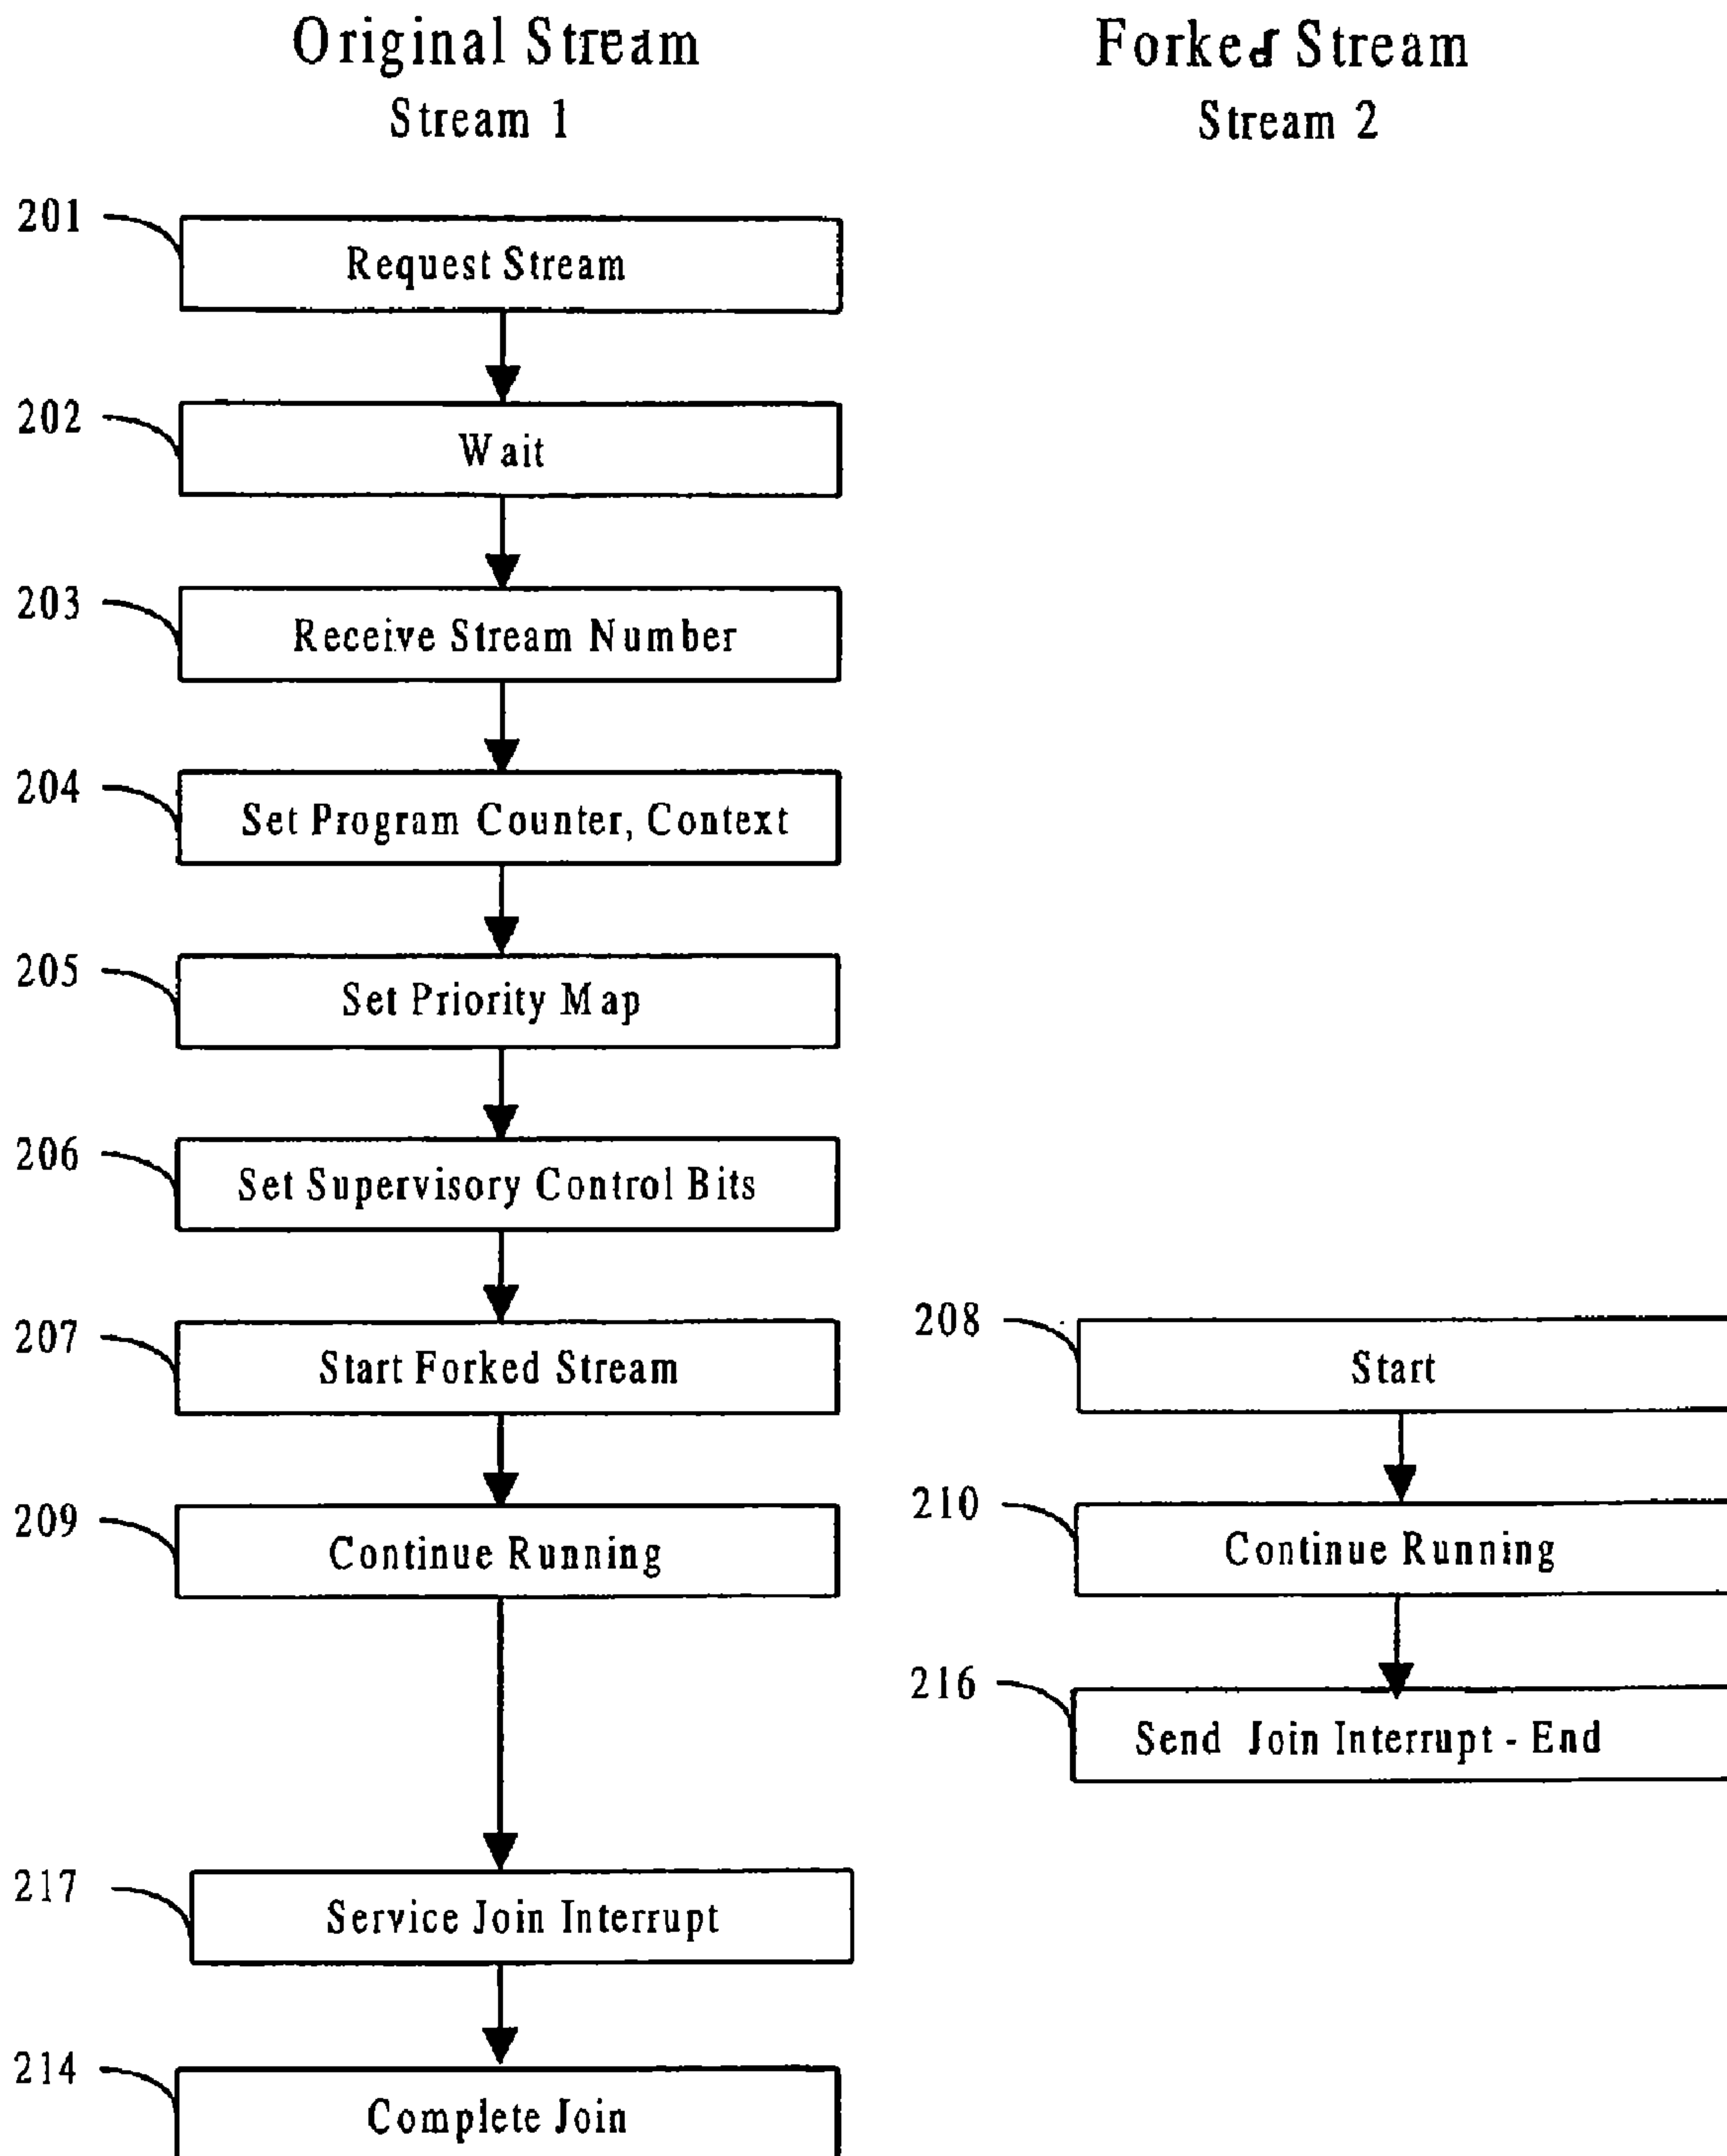 Original Stream
Stream 1
Forked Stream
Stream 2
201
Request Stream
202
Wait
203
Receive Stream Number
204
Set Program Counter, Context
205
Set Priority Map
206
Set Supervisory Control Bits
207
Start Forked Stream
208
Start
209
Continue Running
210
Continue Running
216
Send Join Interrupt - End
217
Service Join Interrupt
214
Complete Join